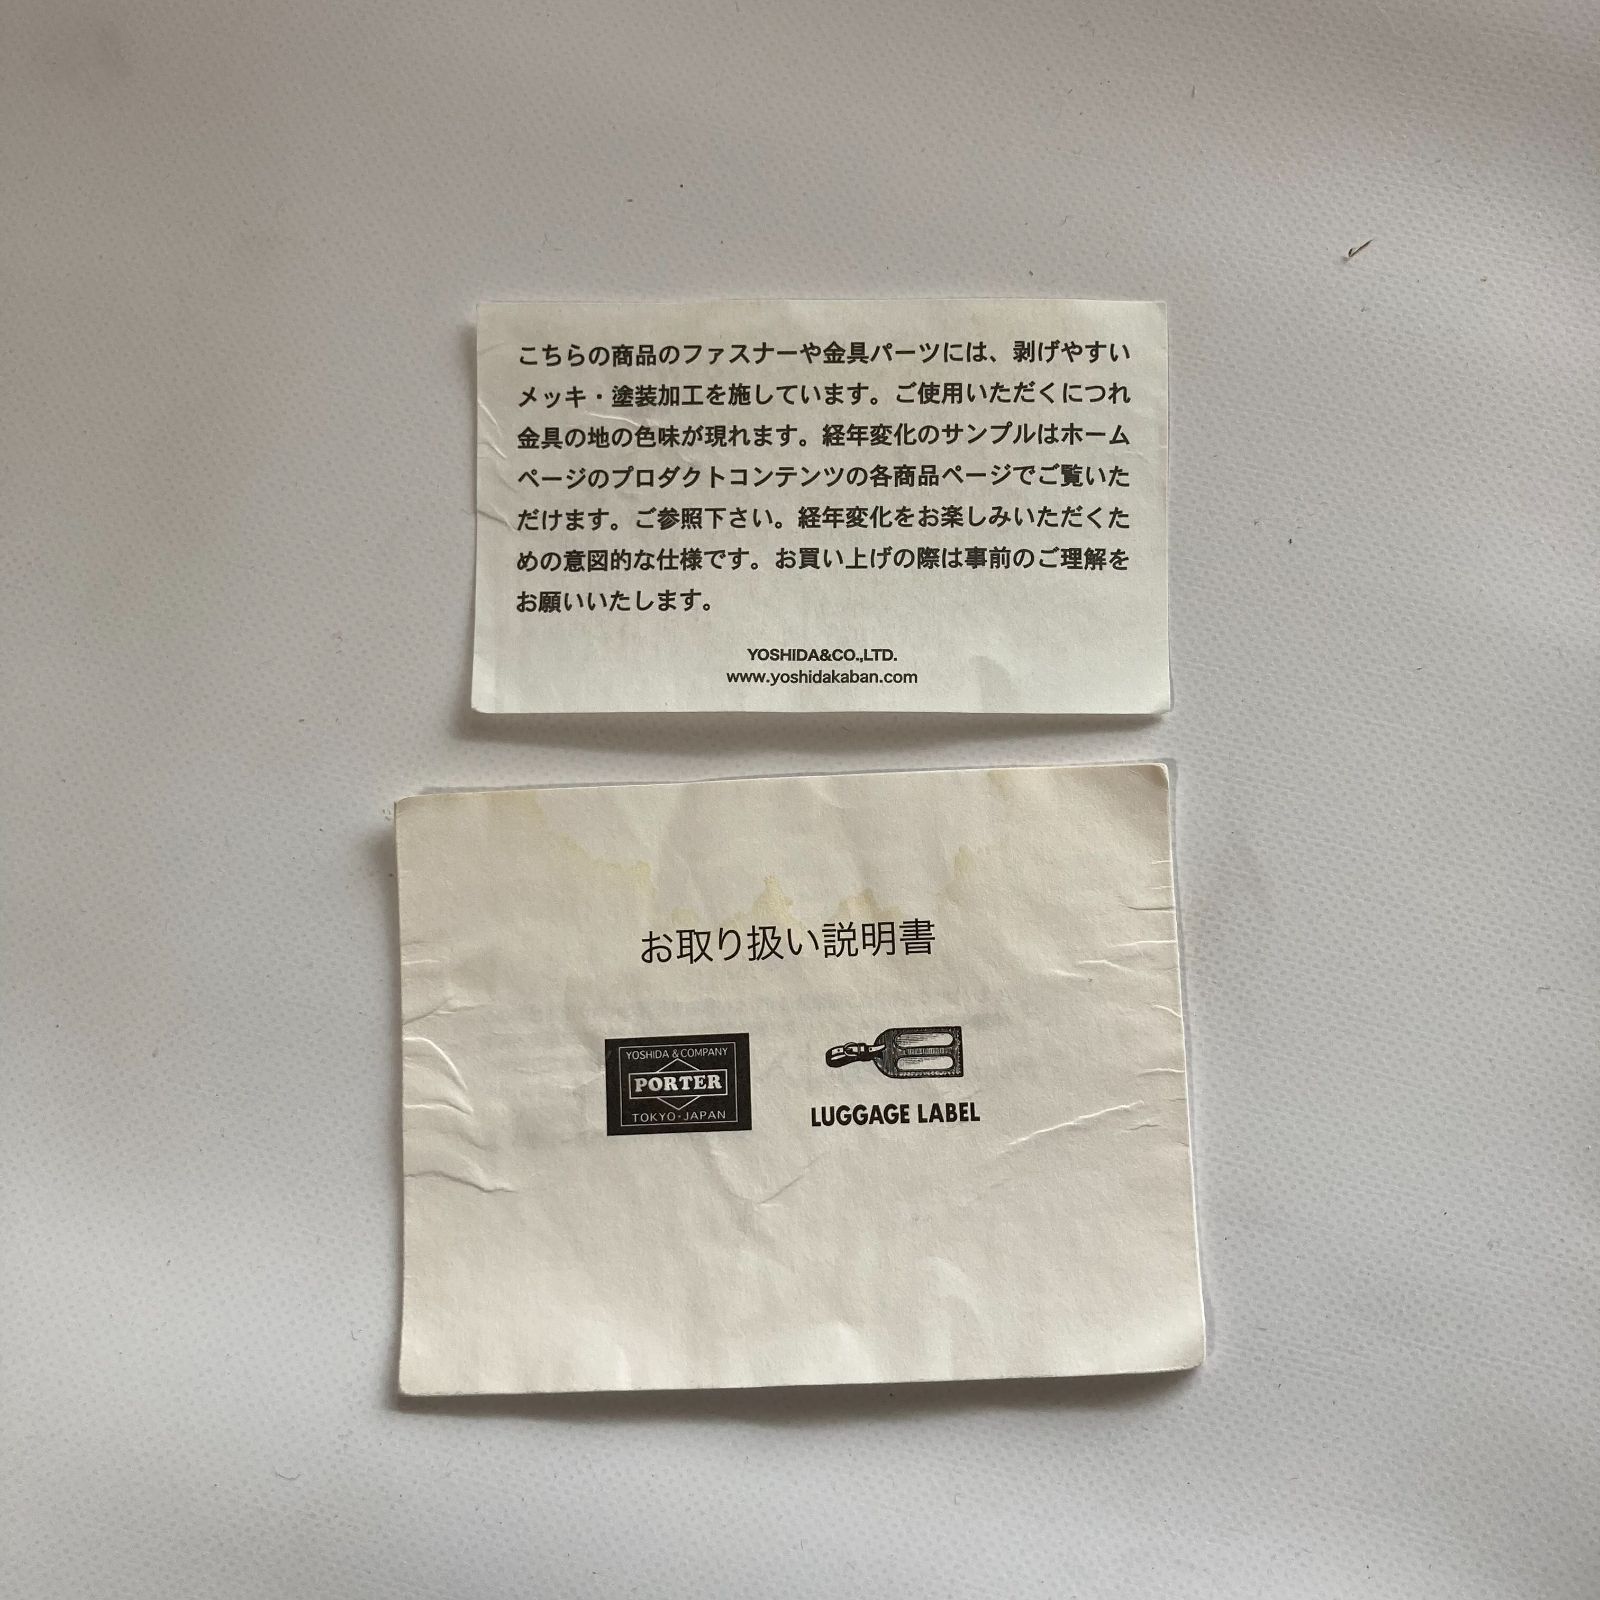 こちらの商品のファスナーや金具パーツには、剥げやすい
メッキ・塗装加工を施しています。ご使用いただくにつれ
金具の地の色味が現れます。経年変化のサンプルはホーム
ページのプロダクトコンテンツの各商品ページでご覧いた
だけます。ご参照下さい。経年変化をお楽しみいただくた
めの意図的な仕様です。お買い上げの際は事前のご理解を
お願いいたします。
YOSHIDA&CO.,LTD.
www.yoshidakaban.com
お取り扱い説明書
YOSHIDA & COMPANY
PORTER
TOKYO・JAPAN
LUGGAGE LABEL